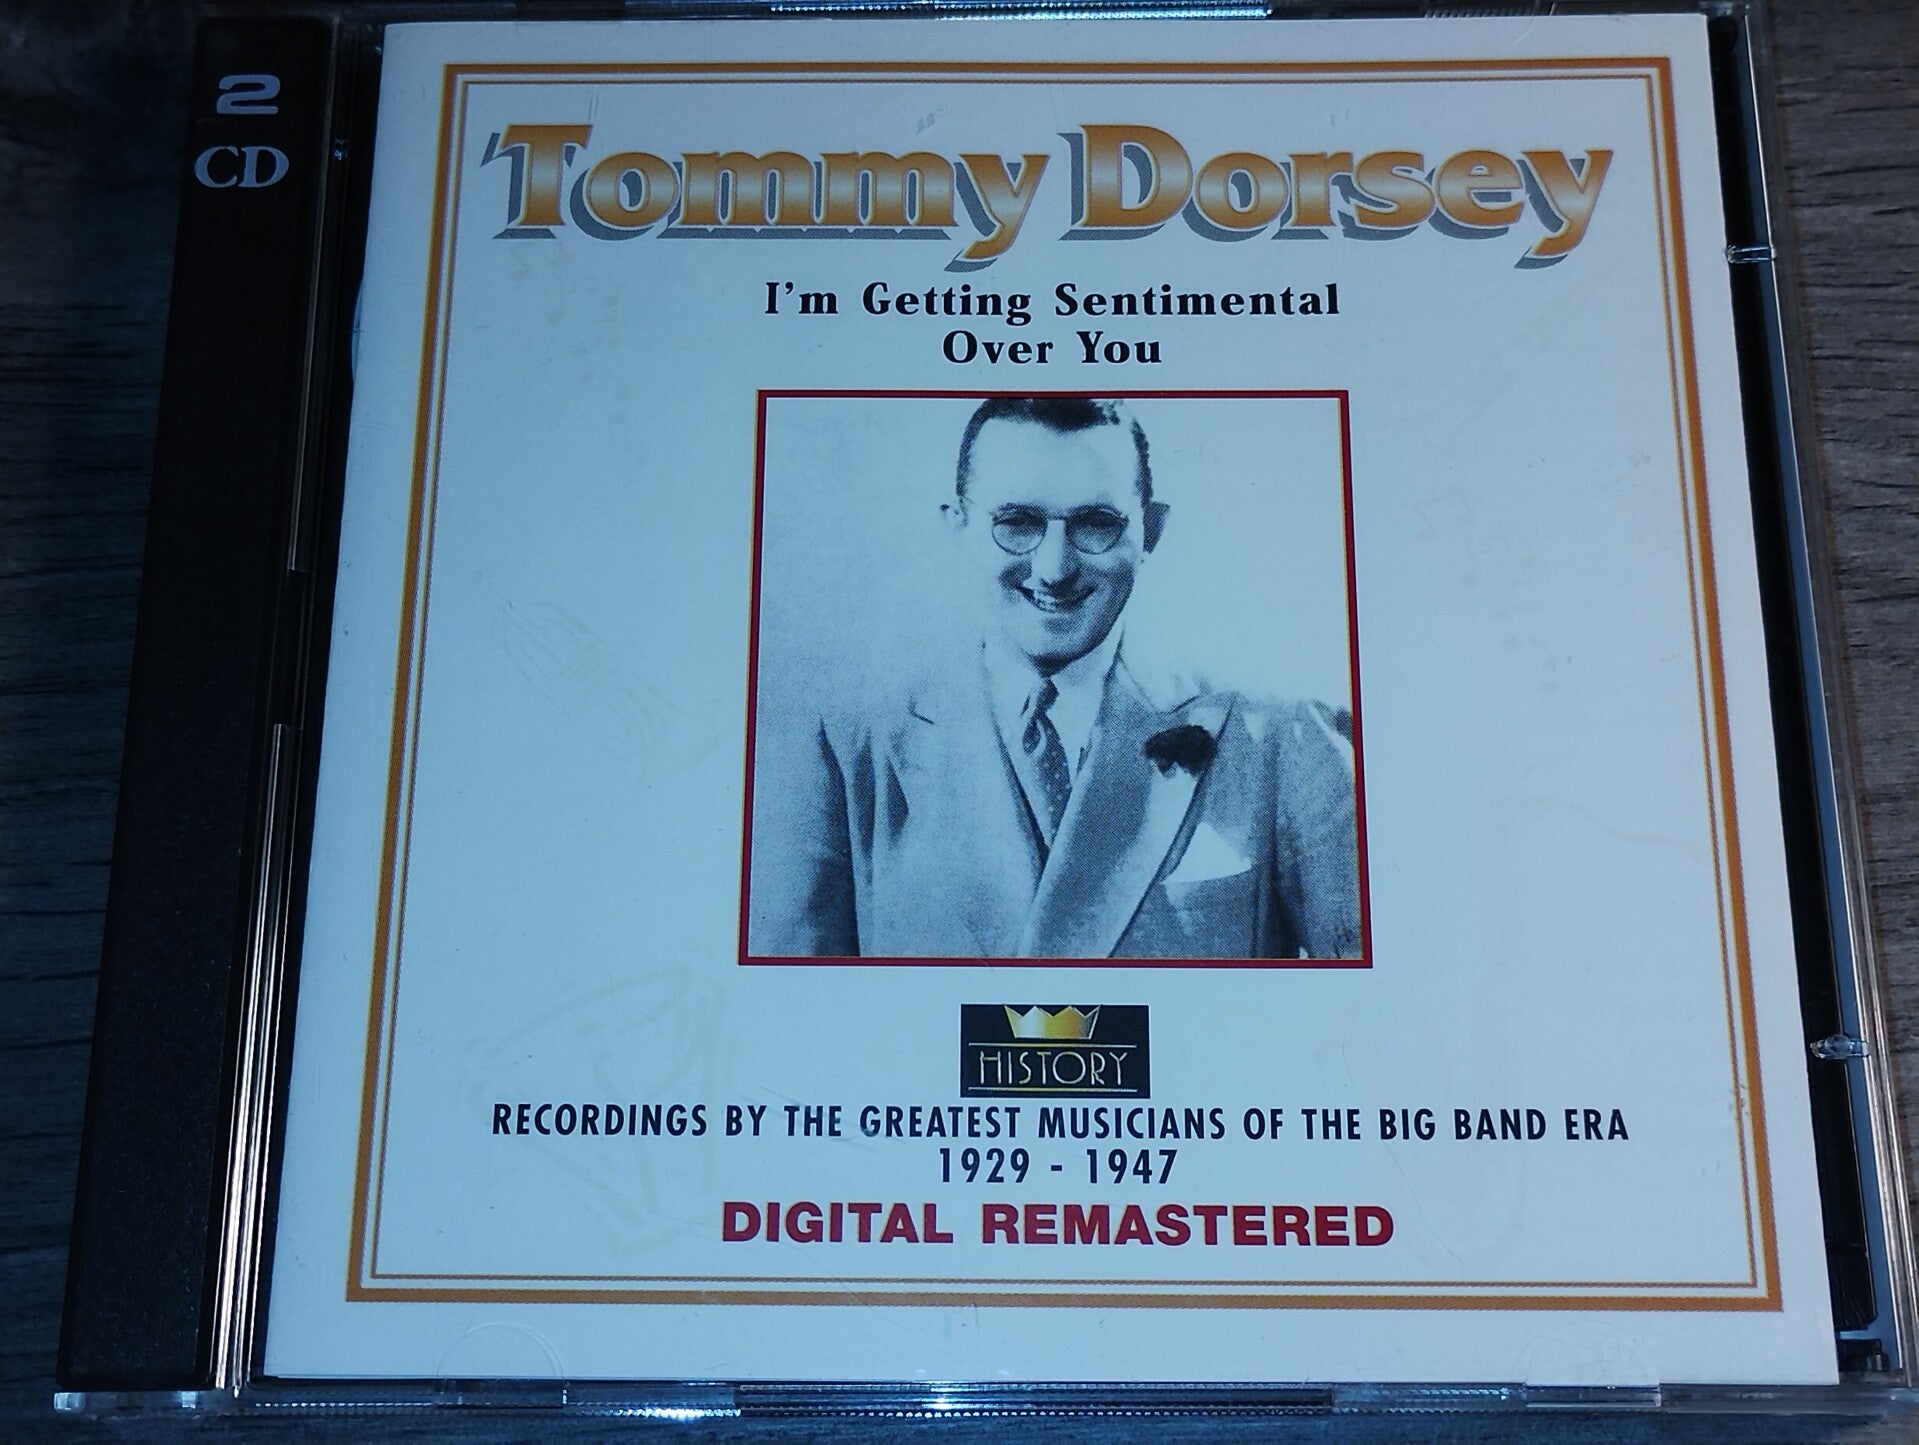 2
CD
Tommy Dorsey
I'm Getting Sentimental
Over You
HISTORY
RECORDINGS BY THE GREATEST MUSICIANS OF THE BIG BAND ERA
1929 - 1947
DIGITAL REMASTERED